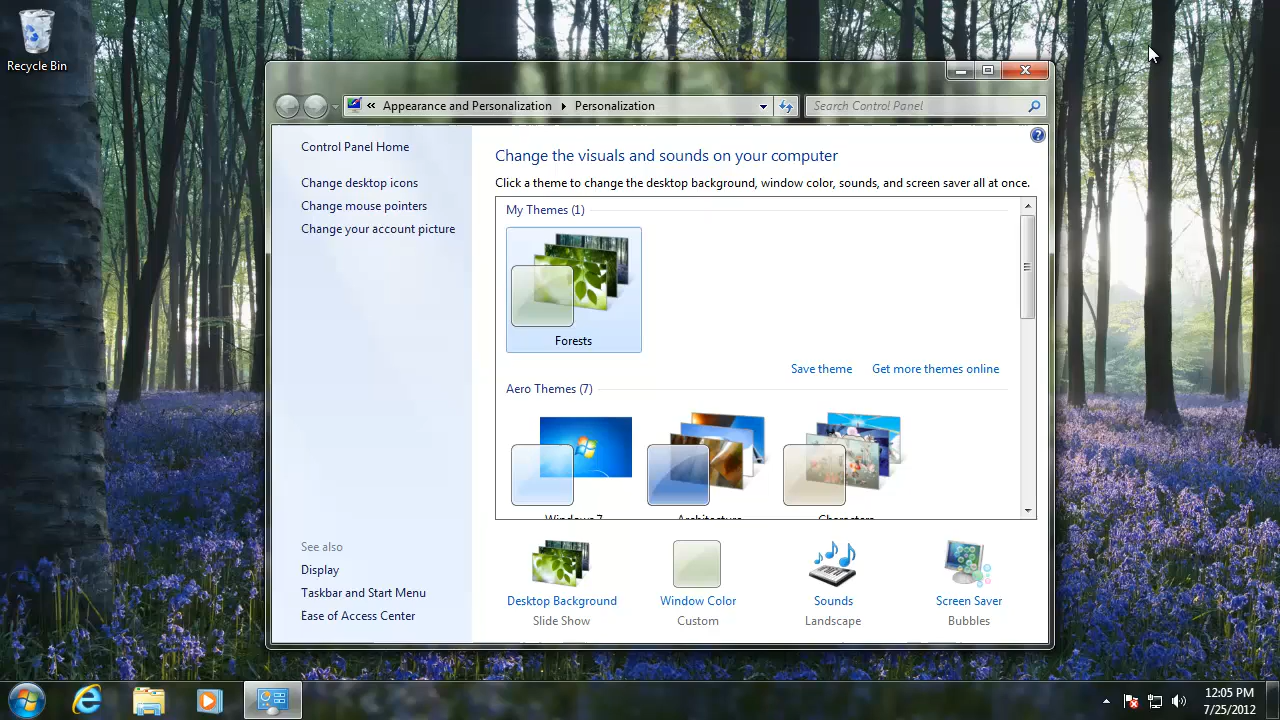 Recycle Bin
« Appearance and Personalization Personalization
Search Control Panel
Control Panel Home
Change desktop icons
Change mouse pointers
Change your account picture
See also
Display
Taskbar and Start Menu
Ease of Access Center
Change the visuals and sounds on your computer
Click a theme to change the desktop background, window color, sounds, and screen saver all at once.
My Themes (1)
Forests
Save theme Get more themes online
Aero Themes (7)
Windows 7 Architecture Characters
Desktop Background Window Color Sounds Screen Saver
Slide Show Custom Landscape Bubbles
12:05 PM
7/25/2012